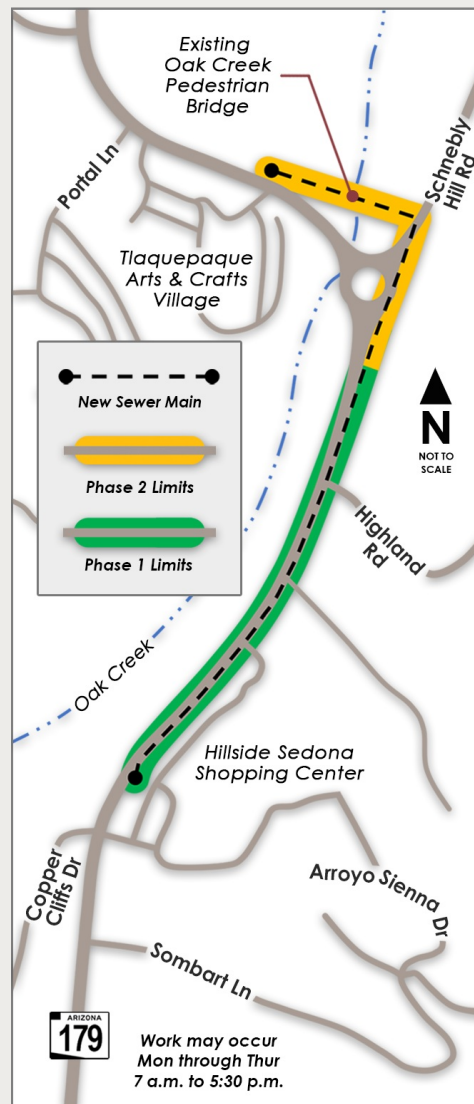 Existing
Oak Creek
Pedestrian
Bridge
Schnebly
Hill Rd
Portal Ln
Tlaquepaque
Arts & Crafts
Village
New Sewer Main
Phase 2 Limits
Phase 1 Limits
N
NOT TO
SCALE
Highland
Rd
Oak Creek
Hillside Sedona
Shopping Center
Copper
Cliffs Dr
Arroyo Sienna Dr
Sombart Ln
ARIZONA
179
Work may occur
Mon through Thur
7 a.m. to 5:30 p.m.